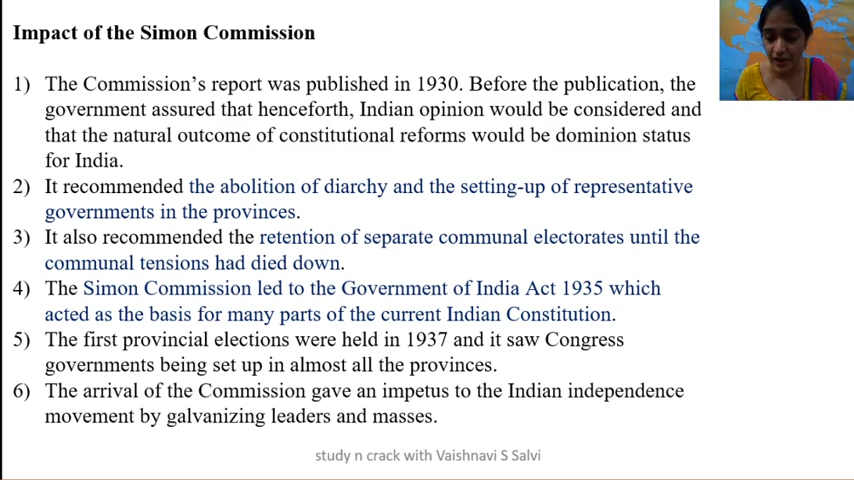 Impact of the Simon Commission
1) The Commission's report was published in 1930. Before the publication, the
government assured that henceforth, Indian opinion would be considered and
that the natural outcome of constitutional reforms would be dominion status
for India.
2) It recommended the abolition of diarchy and the setting-up of representative
governments in the provinces.
3) It also recommended the retention of separate communal electorates until the
communal tensions had died down.
4) The Simon Commission led to the Government of India Act 1935 which
acted as the basis for many parts of the current Indian Constitution.
5) The first provincial elections were held in 1937 and it saw Congress
governments being set up in almost all the provinces.
6) The arrival of the Commission gave an impetus to the Indian independence
movement by galvanizing leaders and masses.
study n crack with Vaishnavi S Salvi